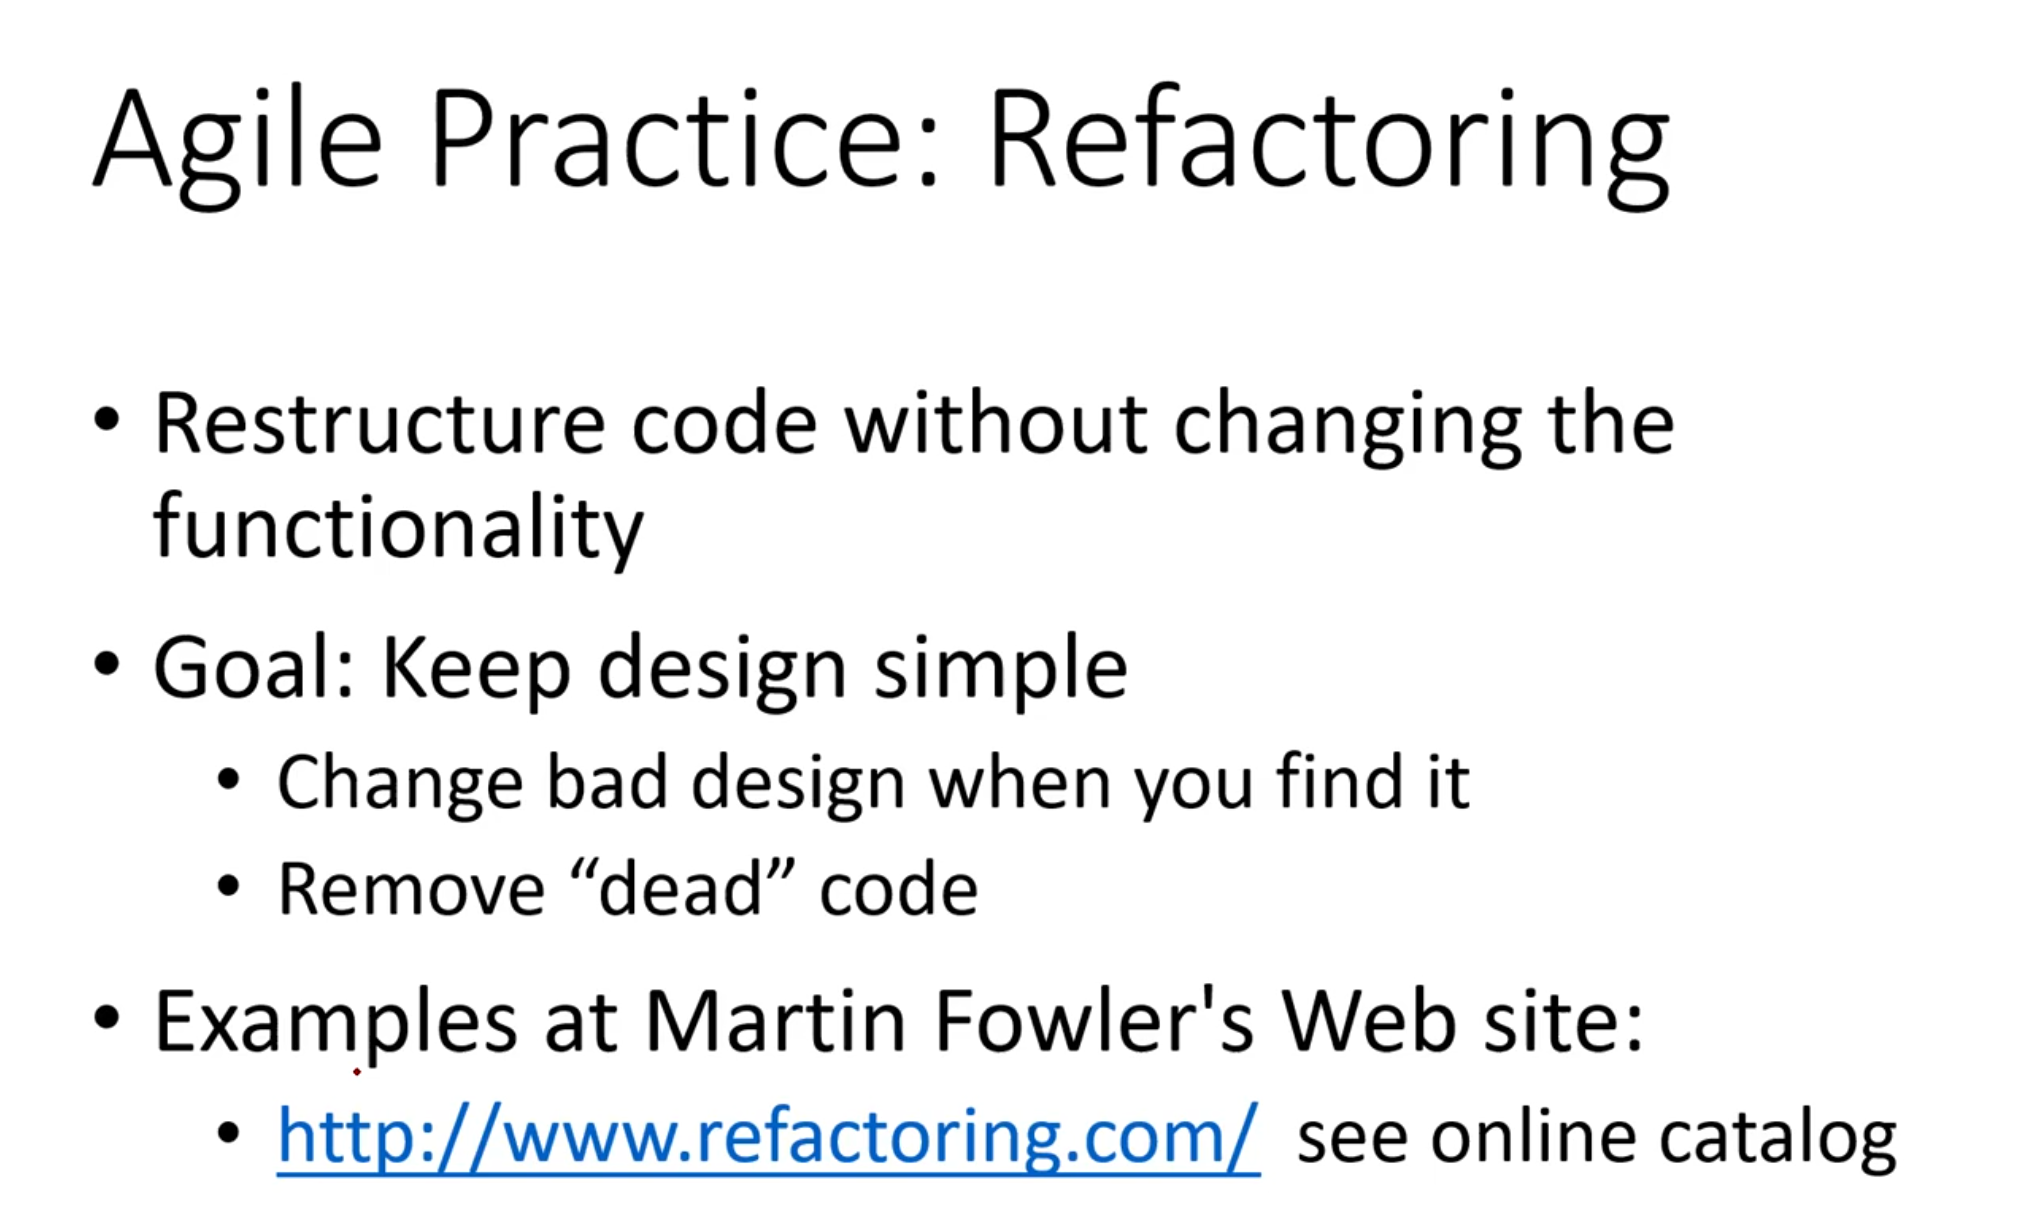 Agile Practice: Refactoring
• Restructure code without changing the
functionality
• Goal: Keep design simple
• Change bad design when you find it
• Remove “dead” code
• Examples at Martin Fowler's Web site:
• http://www.refactoring.com/ see online catalog